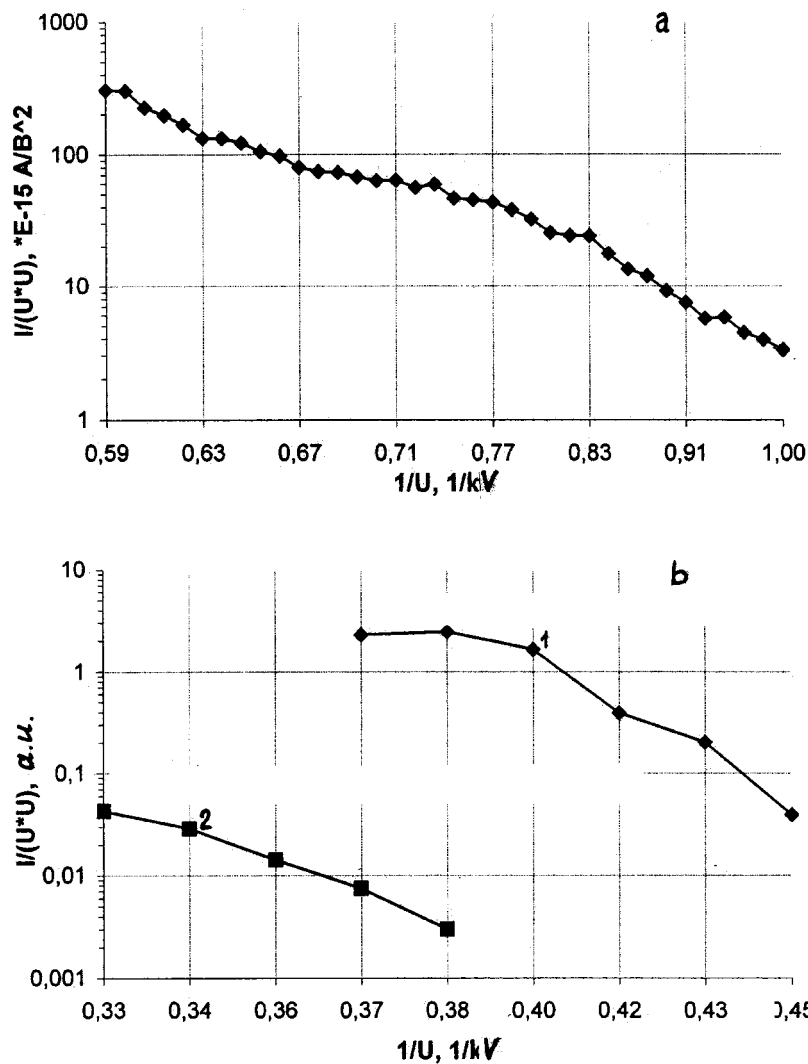 a
I/(U*U), *E-15 A/B^2
1000
100
10
1
0,59 0,63 0,67 0,71 0,77 0,83 0,91 1,00
1/U, 1/kV
b
I/(U*U), a.u.
10
1
0,1
0,01
0,001
1
2
0,33 0,34 0,36 0,37 0,38 0,40 0,42 0,43 0,45
1/U, 1/kV